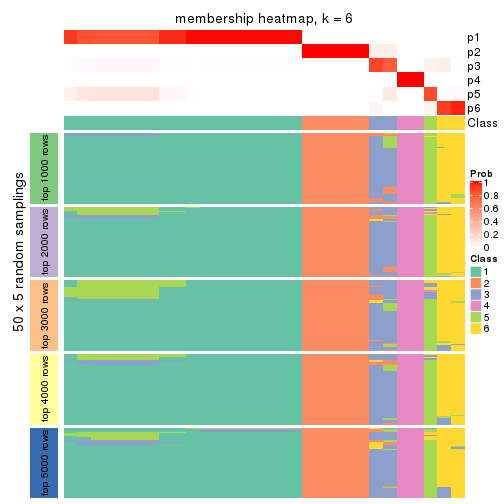 membership heatmap, k = 6
p1
p2
p3
p4
p5
p6
Class
50 x 5 random samplings
top 1000 rows
top 2000 rows
top 3000 rows
top 4000 rows
top 5000 rows
Prob
1
0.8
0.6
0.4
0.2
0
Class
1
2
3
4
5
6